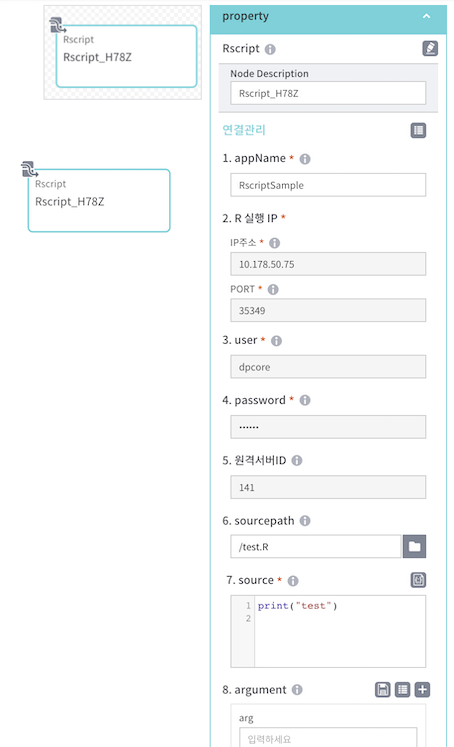 Rscript
Rscript_H78Z
Rscript
Rscript_H78Z
property
Rscript
Node Description
Rscript_H78Z
연결관리
1. appName *
RscriptSample
2. R 실행 IP *
IP주소 *
10.178.50.75
PORT *
35349
3. user *
dpcore
4. password *
••••••
5. 원격서버ID
141
6. sourcepath
/test.R
7. source *
1 print("test")
2
8. argument
arg
입력하세요